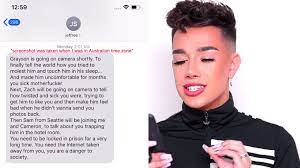 12:59
286
jeffree >
Monday 2:01 AM
*screenshot was taken when I was in Australian time zone*
Grayson is going on camera shortly. To
finally tell the world how you tried to
molest him and touch him in his sleep...
And made him uncomfortable for months
you sick motherfucker.
Next, Zach will be going on camera to tell
how twisted and sick you were, trying to
get him to like you and then make him feel
bad when he didn't wanna send you
photos back.
Then Sam from Seattle will be joining me
and Cameron, to talk about you trapping
him in the hotel room.
You need to be locked in prison for a very
long time. You need the Internet taken
away from you, you are a danger to
society.